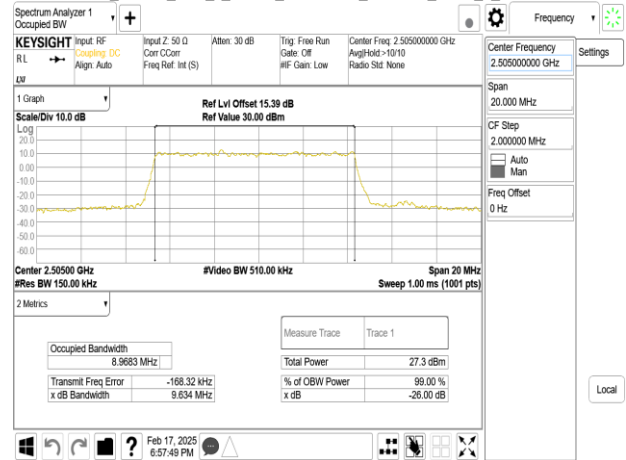 Spectrum Analyzer 1
Occupied BW
Frequency
KEYSIGHT
RL
LXI
Input: RF
Coupling: DC
Align: Auto
Input Z: 50 Ω
Corr CCorr
Freq Ref: Int (S)
Atten: 30 dB
Trig: Free Run
Gate: Off
#IF Gain: Low
Center Freq: 2.505000000 GHz
Avg|Hold:>10/10
Radio Std: None
Center Frequency
2.505000000 GHz
Settings
Span
20.000 MHz
CF Step
2.000000 MHz
Auto
Man
Freq Offset
0 Hz
Local
1 Graph
Scale/Div 10.0 dB
Ref Lvl Offset 15.39 dB
Ref Value 30.00 dBm
Log
20.0
10.0
0.00
-10.0
-20.0
-30.0
-40.0
-50.0
-60.0
Center 2.50500 GHz
#Video BW 510.00 kHz
Span 20 MHz
#Res BW 150.00 kHz
Sweep 1.00 ms (1001 pts)
2 Metrics
Measure Trace Trace 1
Occupied Bandwidth
8.9683 MHz
Total Power 27.3 dBm
Transmit Freq Error -168.32 kHz
% of OBW Power 99.00 %
x dB Bandwidth 9.634 MHz
x dB -26.00 dB
?
Feb 17, 2025
6:57:49 PM